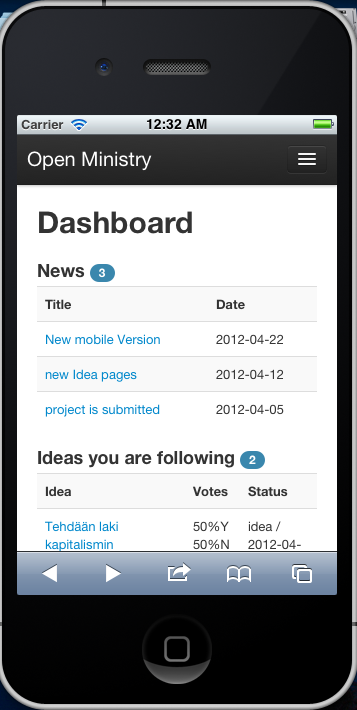 Carrier 12:32 AM
Open Ministry
Dashboard
News 3
Title Date
New mobile Version 2012-04-22
new Idea pages 2012-04-12
project is submitted 2012-04-05
Ideas you are following 2
Idea Votes Status
Tehdään laki 50%Y idea /
kapitalismin 50%N 2012-04-